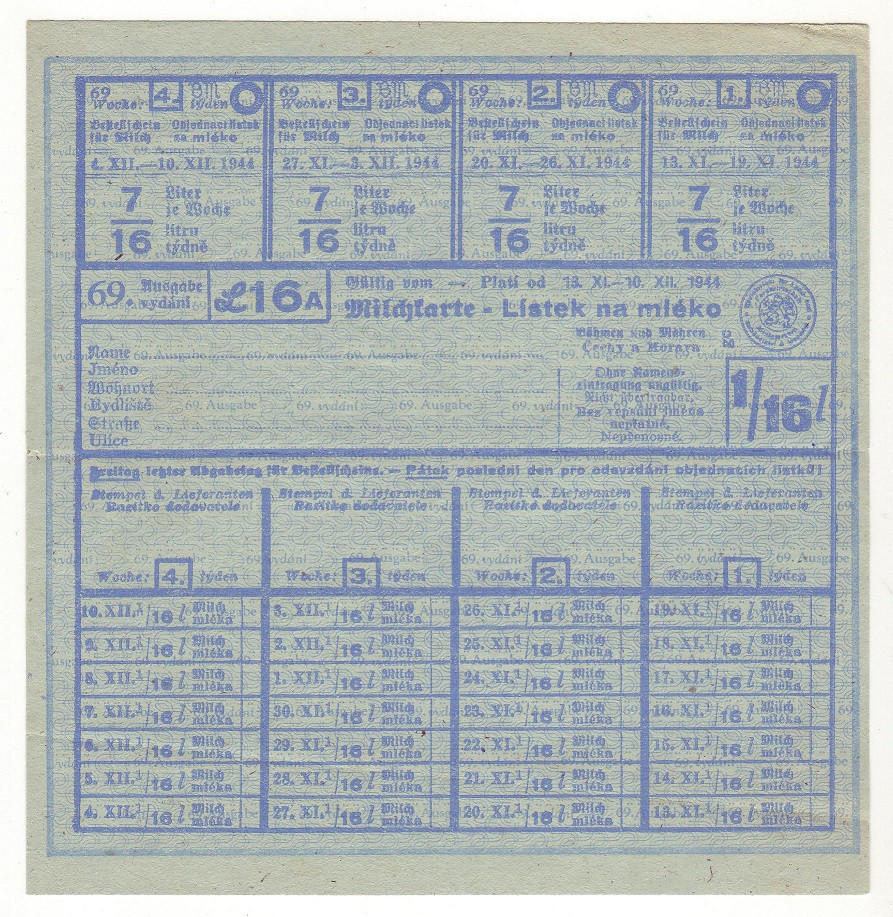 69 4. BM
Woche: týden
Bestellschein Objednací lístek
für Milch na mléko
4. XII.—10. XII. 1944
7/16 Liter je Woche
litru týdně
69 3. BM
Woche: týden
Bestellschein Objednací lístek
für Milch na mléko
27. XI.—3. XII. 1944
7/16 Liter je Woche
litru týdně
69 2. BM
Woche: týden
Bestellschein Objednací lístek
für Milch na mléko
20. XI.—26. XI. 1944
7/16 Liter je Woche
litru týdně
69 1. BM
Woche: týden
Bestellschein Objednací lístek
für Milch na mléko
13. XI.—19. XI. 1944
7/16 Liter je Woche
litru týdně
69. Ausgabe
vydání
L16A
Gültig vom — Platí od 13. XI.—10. XII. 1944
Milchkarte - Lístek na mléko
Böhmen und Mähren
Čechy a Morava
Name
Jméno
Wohnort
Bydliště
Straße
Ulice
Ohne Namens-
eintragung ungültig.
Nicht übertragbar.
Bez vepsání jména
neplatné.
Nepřenosné.
1/16 l
Freitag letzter Abgabetag für Bestellscheine. — Pátek poslední den pro odevzdání objednacích lístků!
Stempel d. Lieferanten
Razítko dodavatele
Woche: 4. týden
Stempel d. Lieferanten
Razítko dodavatele
Woche: 3. týden
Stempel d. Lieferanten
Razítko dodavatele
Woche: 2. týden
Stempel d. Lieferanten
Razítko dodavatele
Woche: 1. týden
10. XII. 1/16 l Milch mléka 3. XII. 1/16 l Milch mléka 26. XI. 1/16 l Milch mléka 19. XI. 1/16 l Milch mléka
9. XII. 1/16 l Milch mléka 2. XII. 1/16 l Milch mléka 25. XI. 1/16 l Milch mléka 18. XI. 1/16 l Milch mléka
8. XII. 1/16 l Milch mléka 1. XII. 1/16 l Milch mléka 24. XI. 1/16 l Milch mléka 17. XI. 1/16 l Milch mléka
7. XII. 1/16 l Milch mléka 30. XI. 1/16 l Milch mléka 23. XI. 1/16 l Milch mléka 16. XI. 1/16 l Milch mléka
6. XII. 1/16 l Milch mléka 29. XI. 1/16 l Milch mléka 22. XI. 1/16 l Milch mléka 15. XI. 1/16 l Milch mléka
5. XII. 1/16 l Milch mléka 28. XI. 1/16 l Milch mléka 21. XI. 1/16 l Milch mléka 14. XI. 1/16 l Milch mléka
4. XII. 1/16 l Milch mléka 27. XI. 1/16 l Milch mléka 20. XI. 1/16 l Milch mléka 13. XI. 1/16 l Milch mléka